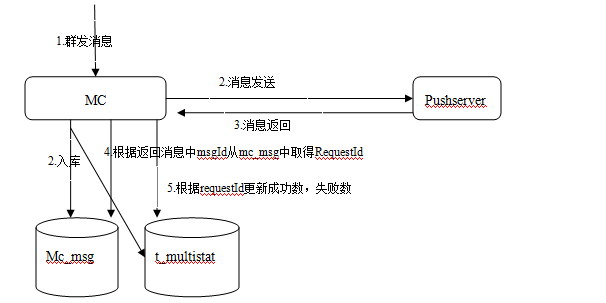 1.群发消息
2.消息发送
MC
Pushserver
3.消息返回
2.入库
4.根据返回消息中msgId从mc_msg中取得RequestId
5.根据requestId更新成功数，失败数
Mc_msg
t_multistat